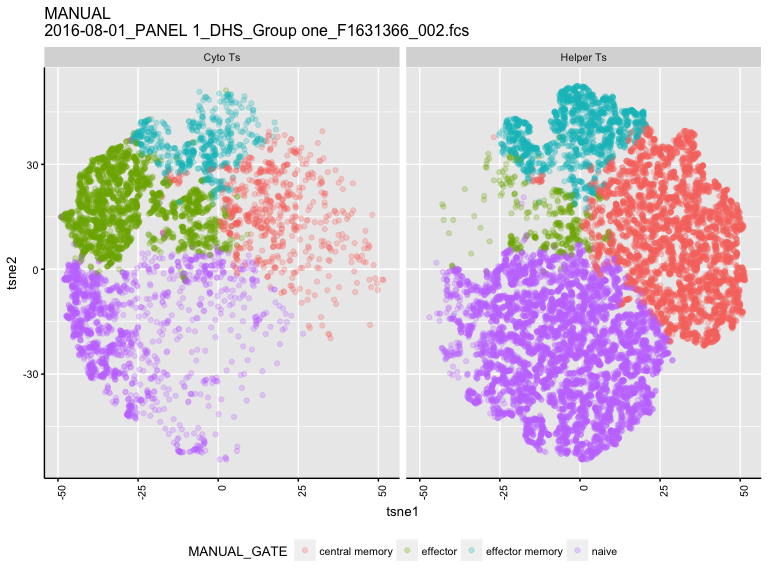 MANUAL
2016-08-01_PANEL 1_DHS_Group one_F1631366_002.fcs
Cyto Ts
Helper Ts
tsne2
30
0
-30
-50
-25
0
25
50
-50
-25
0
25
50
tsne1
MANUAL_GATE central memory effector effector memory naive